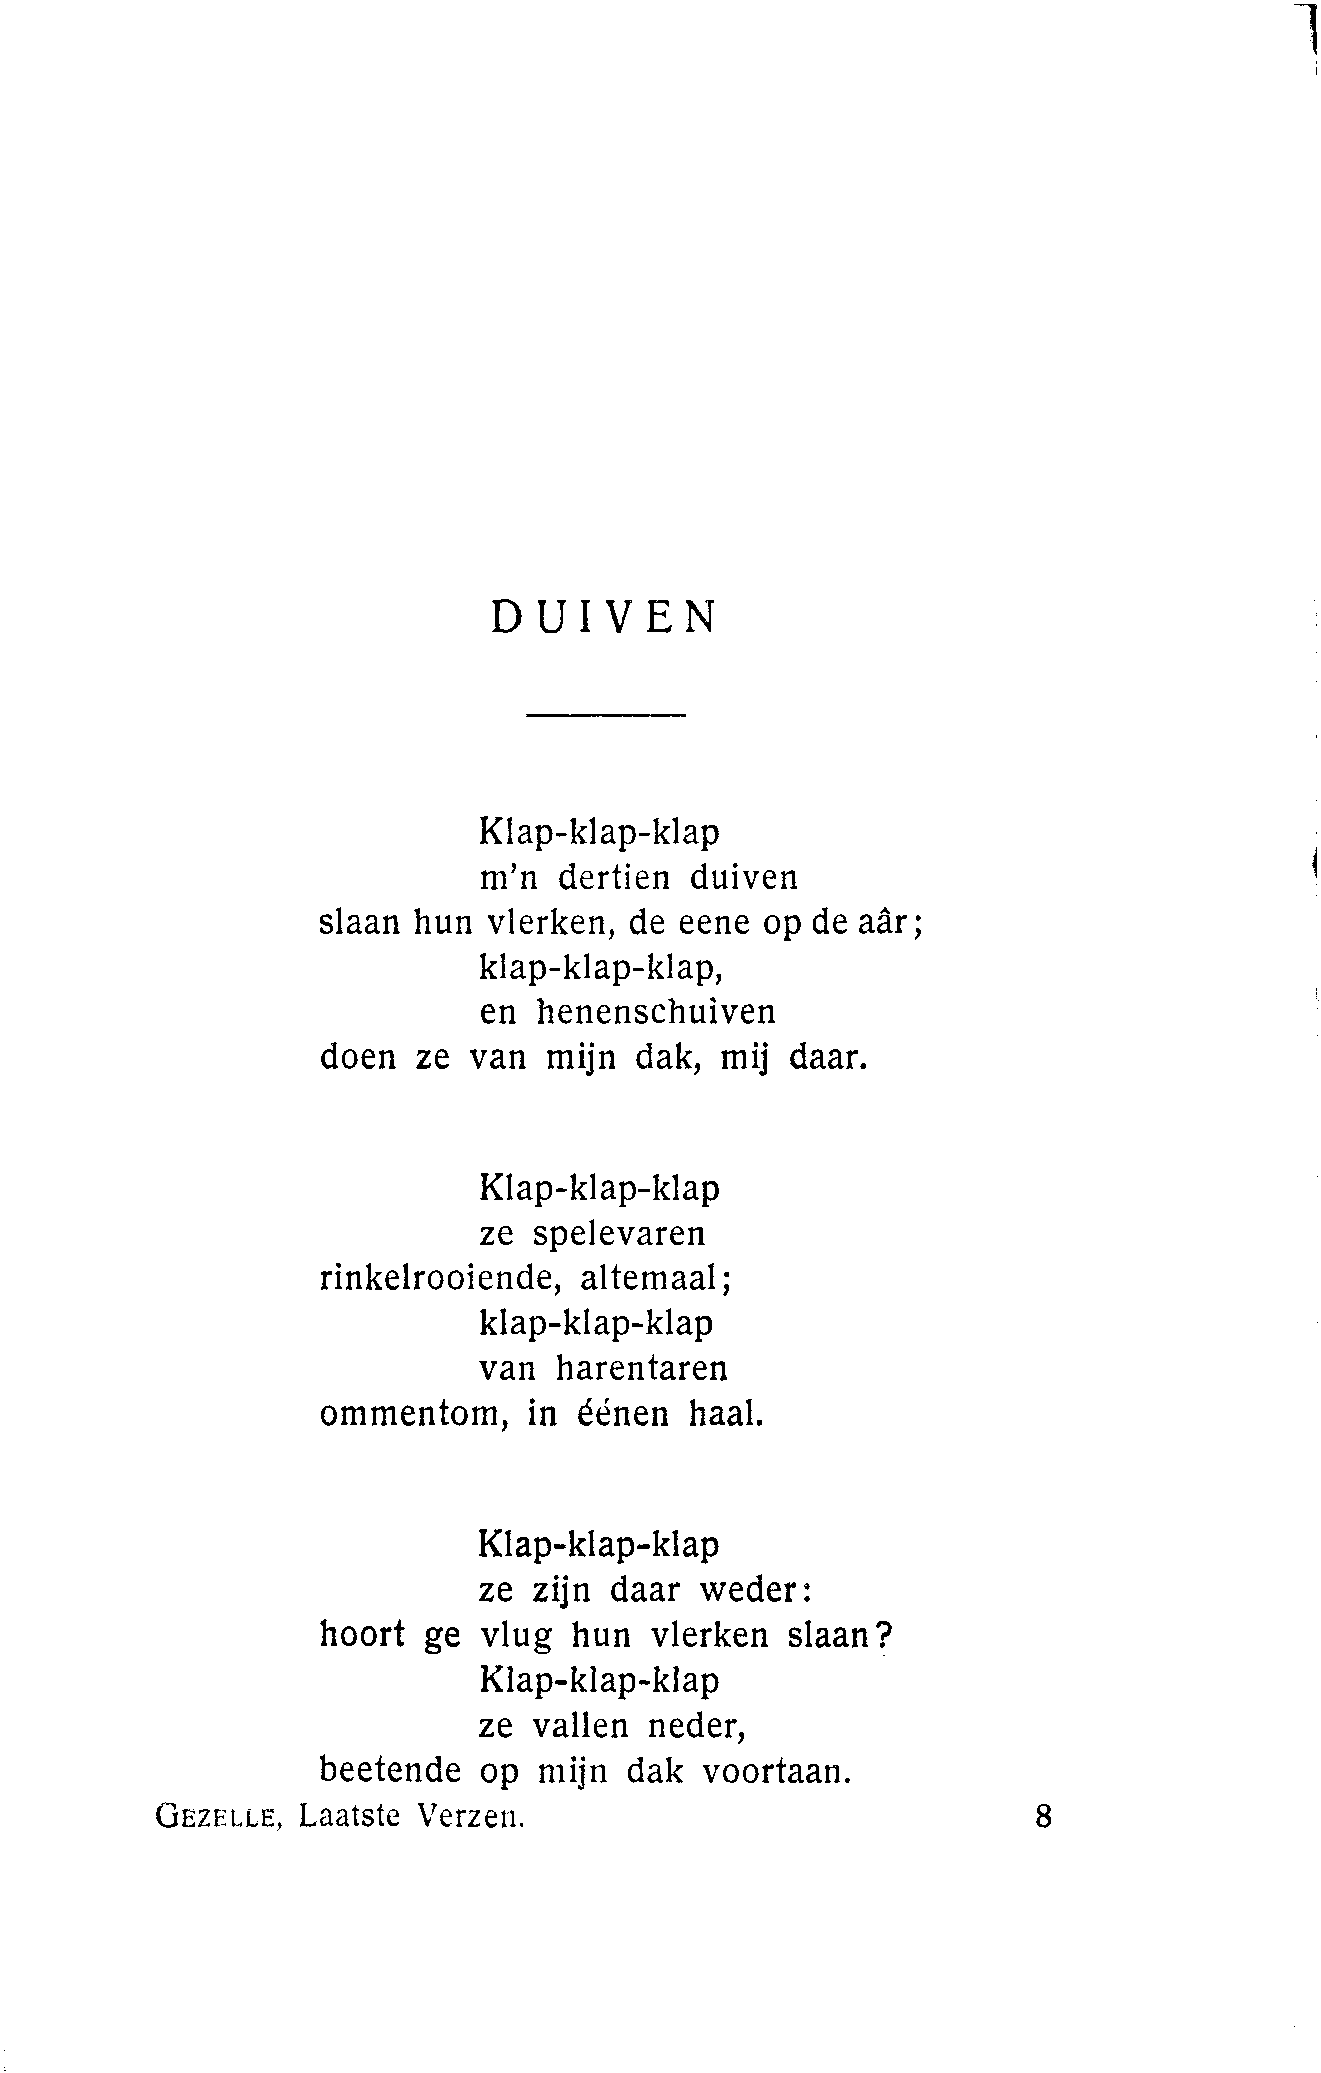 DUIVEN
Klap-klap-klap
m'n dertien duiven
slaan hun vlerken, de eene op de aâr;
klap-klap-klap,
en henenschuiven
doen ze van mijn dak, mij daar.
Klap-klap-klap
ze spelevaren
rinkelrooiende, altemaal;
klap-klap-klap
van harentaren
ommentom, in éénen haal.
Klap-klap-klap
ze zijn daar weder:
hoort ge vlug hun vlerken slaan?
Klap-klap-klap
ze vallen neder,
beetende op mijn dak voortaan.
GEZELLE, Laatste Verzen. 8